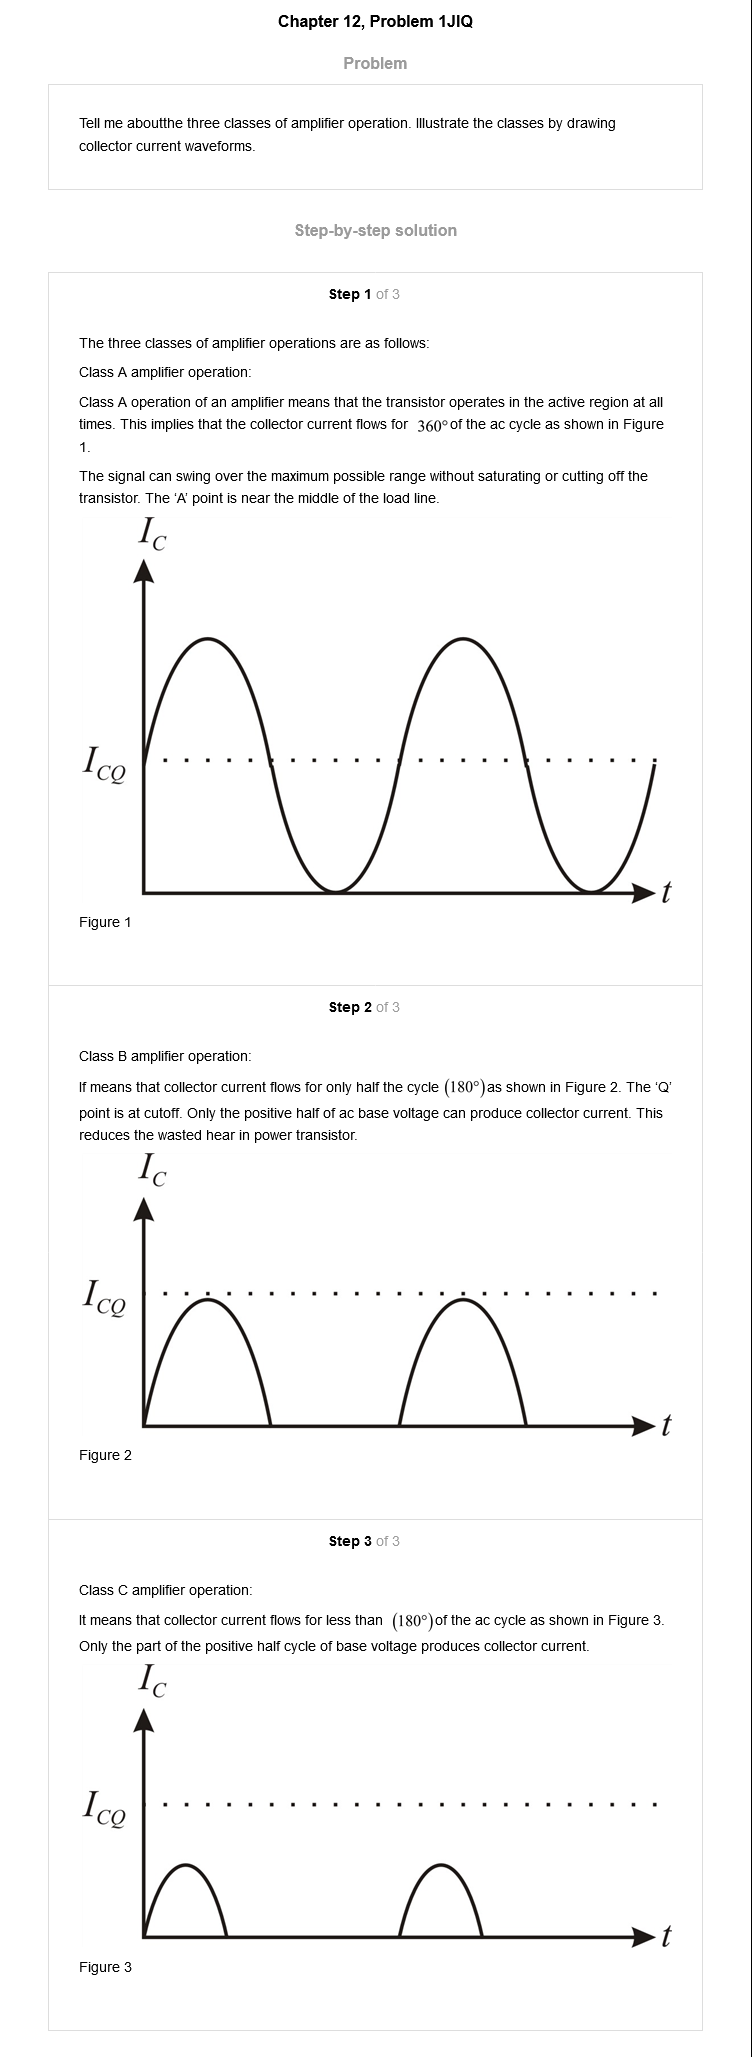 Chapter 12, Problem 1JIQ
Problem
Tell me aboutthe three classes of amplifier operation. Illustrate the classes by drawing
collector current waveforms.
Step-by-step solution
Step 1 of 3
The three classes of amplifier operations are as follows:
Class A amplifier operation:
Class A operation of an amplifier means that the transistor operates in the active region at all
times. This implies that the collector current flows for 360° of the ac cycle as shown in Figure
1.
The signal can swing over the maximum possible range without saturating or cutting off the
transistor. The ‘A’ point is near the middle of the load line.
I_C
I_CQ
t
Figure 1
Step 2 of 3
Class B amplifier operation:
If means that collector current flows for only half the cycle (180°) as shown in Figure 2. The ‘Q’
point is at cutoff. Only the positive half of ac base voltage can produce collector current. This
reduces the wasted hear in power transistor.
I_C
I_CQ
t
Figure 2
Step 3 of 3
Class C amplifier operation:
It means that collector current flows for less than (180°) of the ac cycle as shown in Figure 3.
Only the part of the positive half cycle of base voltage produces collector current.
I_C
I_CQ
t
Figure 3